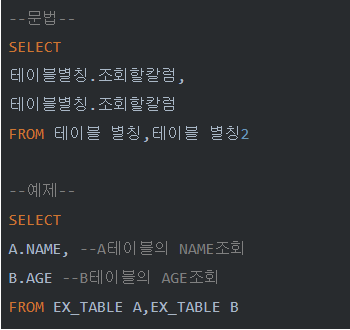 --문법--
SELECT
테이블별칭.조회할칼럼,
테이블별칭.조회할칼럼
FROM 테이블 별칭,테이블 별칭2
--예제--
SELECT
A.NAME, --A테이블의 NAME조회
B.AGE --B테이블의 AGE조회
FROM EX_TABLE A,EX_TABLE B